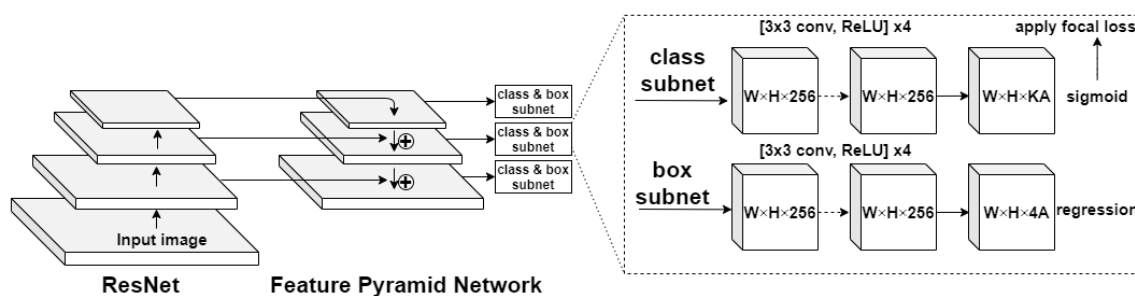 Input image
ResNet
Feature Pyramid Network
class & box
subnet
class & box
subnet
class & box
subnet
[3x3 conv, ReLU] x4
apply focal loss
class
subnet
W×H×256
W×H×256
W×H×KA
sigmoid
[3x3 conv, ReLU] x4
box
subnet
W×H×256
W×H×256
W×H×4A
regression